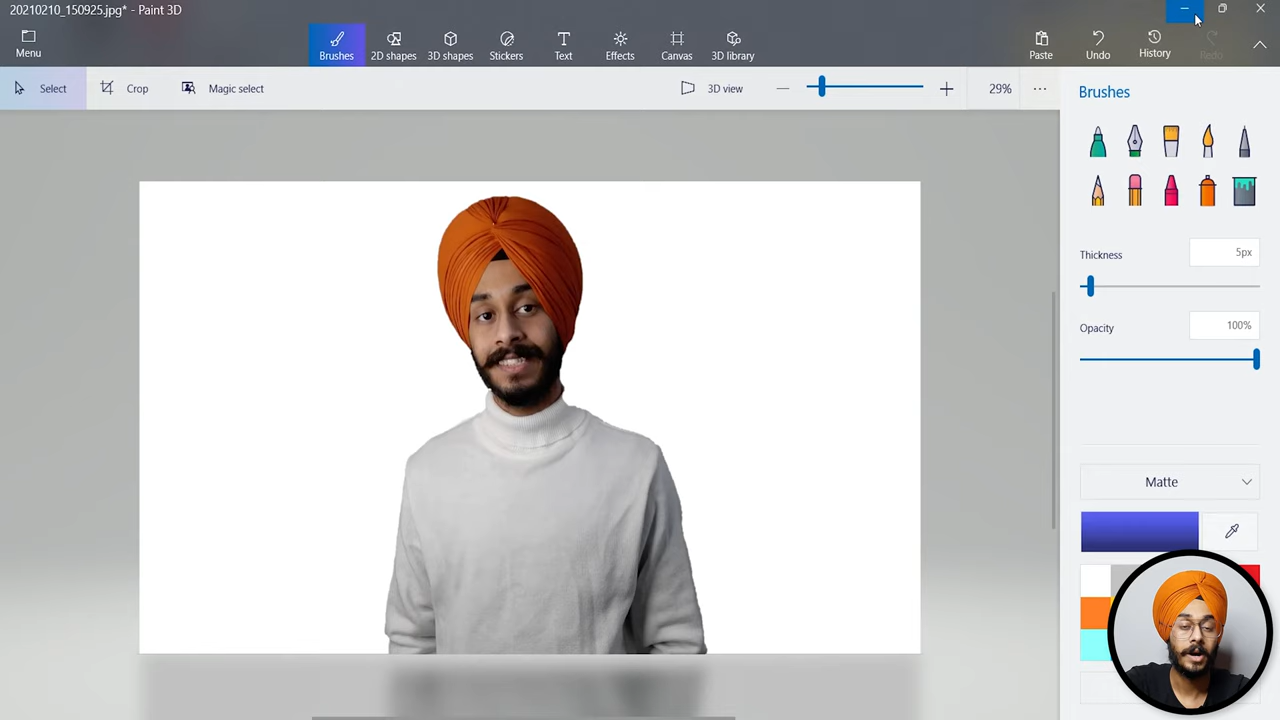 20210210_150925.jpg* - Paint 3D
Menu
Brushes
2D shapes
3D shapes
Stickers
Text
Effects
Canvas
3D library
Paste
Undo
History
Redo
Select
Crop
Magic select
3D view
29%
Brushes
Thickness
5px
Opacity
100%
Matte